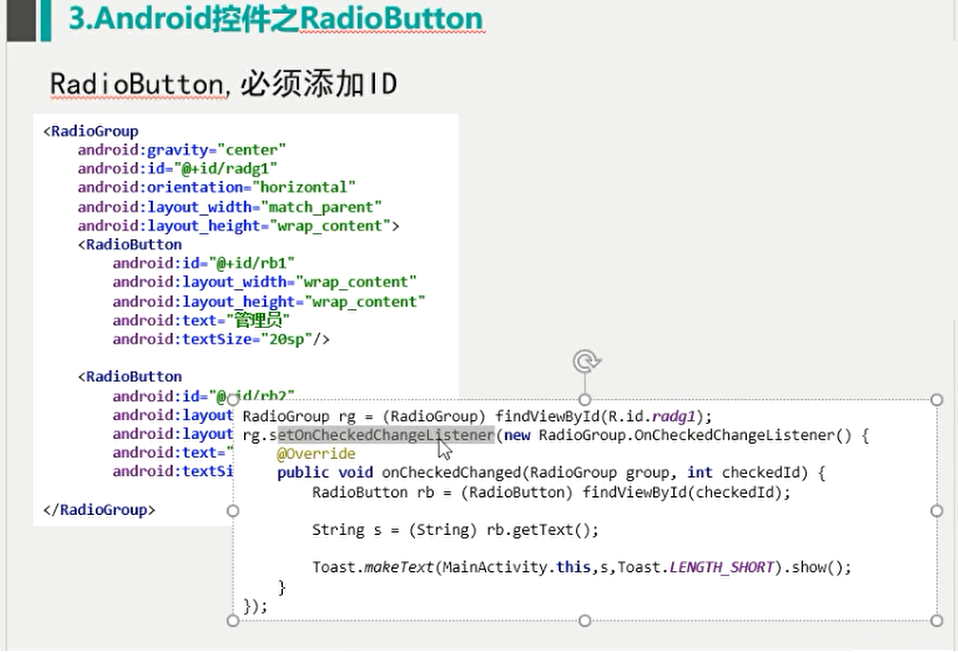 3.Android控件之RadioButton
RadioButton,必须添加ID
<RadioGroup
android:gravity="center"
android:id="@+id/radg1"
android:orientation="horizontal"
android:layout_width="match_parent"
android:layout_height="wrap_content">
<RadioButton
android:id="@+id/rb1"
android:layout_width="wrap_content"
android:layout_height="wrap_content"
android:text="管理员"
android:textSize="20sp"/>
<RadioButton
android:id="@+id/rb2"
android:layout
android:layout
android:text="
android:textSi
</RadioGroup>
RadioGroup rg = (RadioGroup) findViewById(R.id.radg1);
rg.setOnCheckedChangeListener(new RadioGroup.OnCheckedChangeListener() {
@Override
public void onCheckedChanged(RadioGroup group, int checkedId) {
RadioButton rb = (RadioButton) findViewById(checkedId);
String s = (String) rb.getText();
Toast.makeText(MainActivity.this,s,Toast.LENGTH_SHORT).show();
}
});